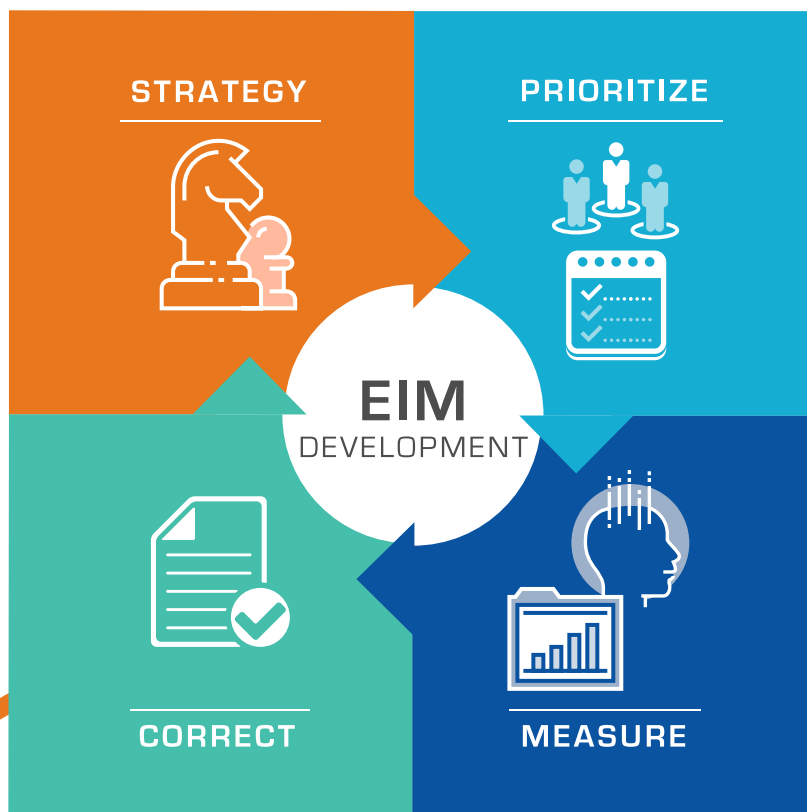 STRATEGY
PRIORITIZE
EIM
DEVELOPMENT
CORRECT
MEASURE